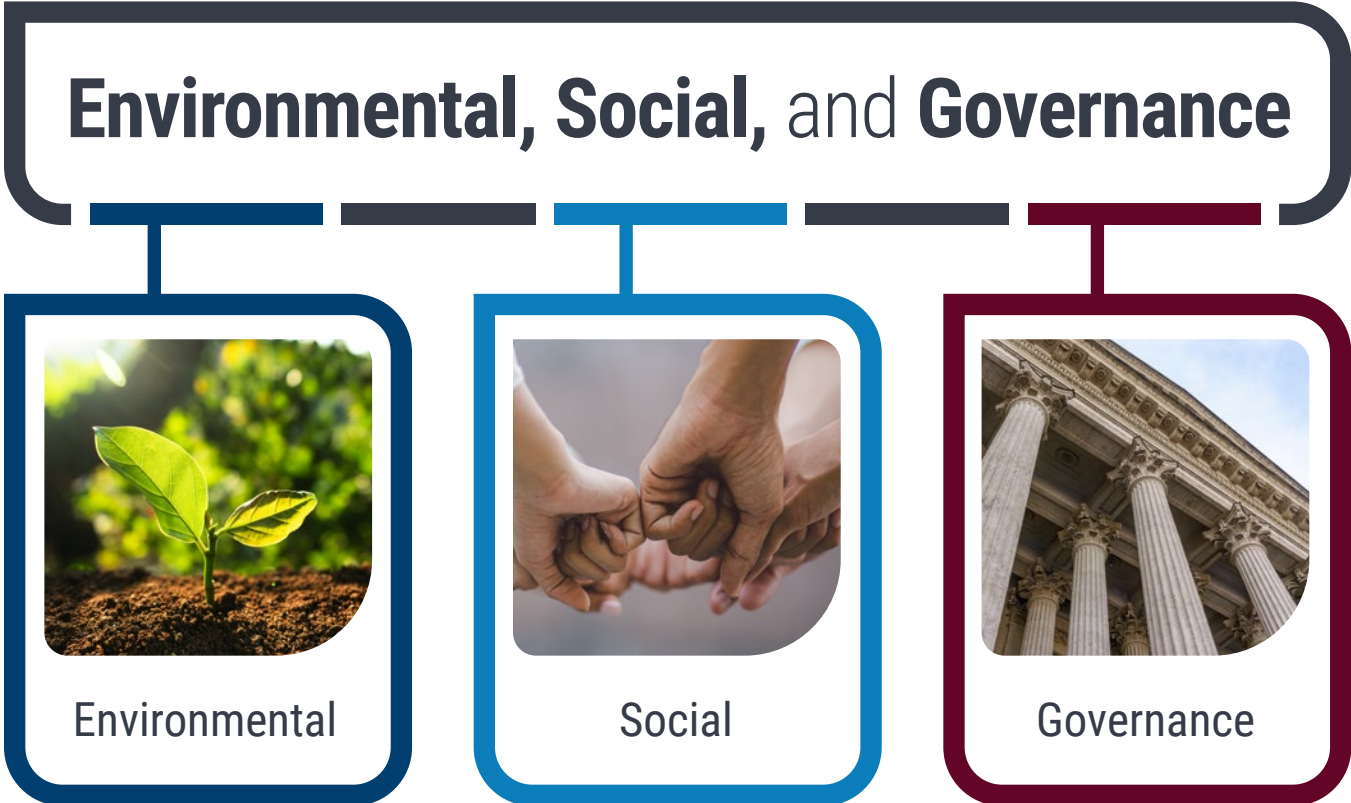 Environmental, Social, and Governance
Environmental
Social
Governance